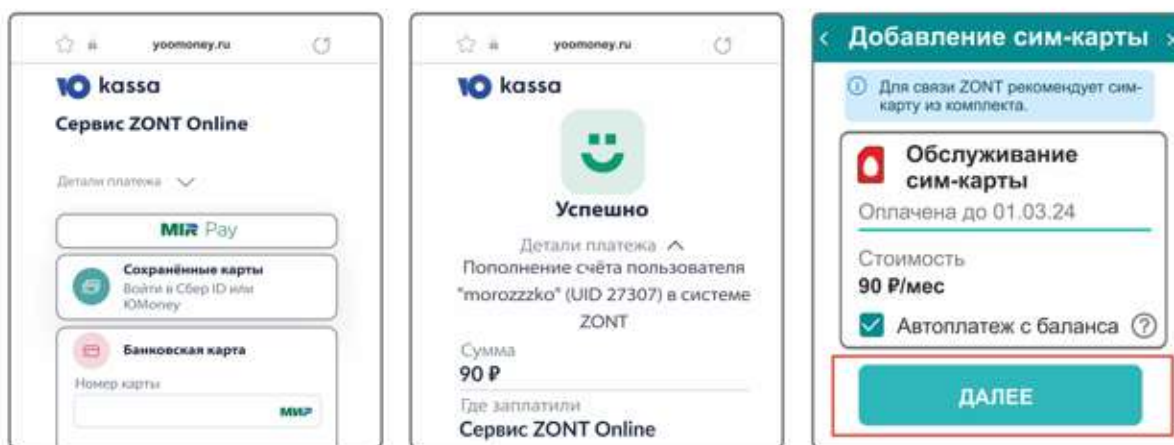 yoomoney.ru
Ю kassa
Сервис ZONT Online
Детали платежа
MIR Pay
Сохранённые карты
Войти в Сбер ID или
ЮMoney
Банковская карта
Номер карты
МИР
yoomoney.ru
Ю kassa
Успешно
Детали платежа
Пополнение счёта пользователя
"morozzzko" (UID 27307) в системе
ZONT
Сумма
90 ₽
Где заплатили
Сервис ZONT Online
Добавление сим-карты
Для связи ZONT рекомендует сим-
карту из комплекта.
Обслуживание
сим-карты
Оплачена до 01.03.24
Стоимость
90 ₽/мес
Автоплатеж с баланса ?
ДАЛЕЕ